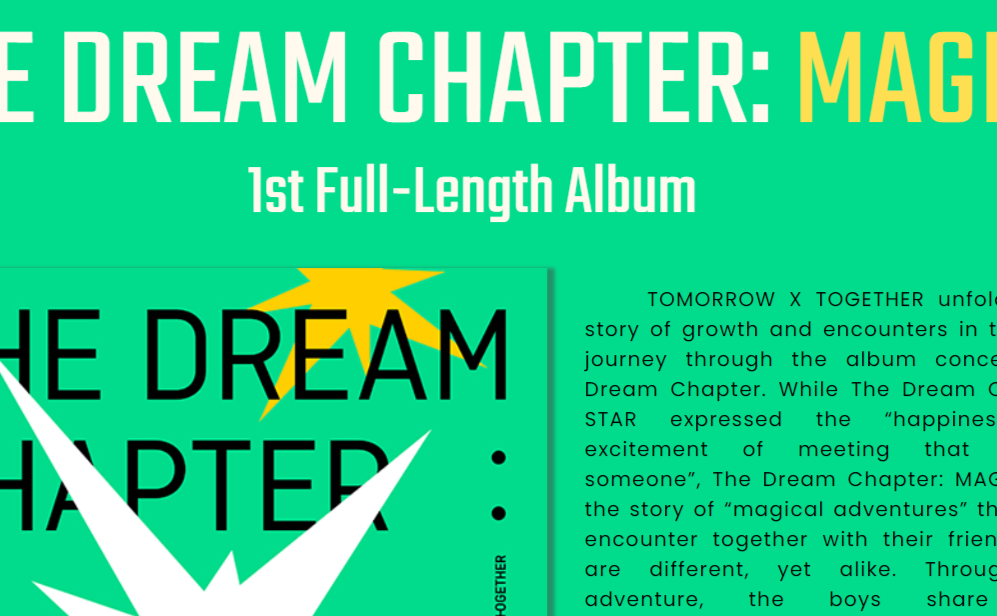 E DREAM CHAPTER: MAGI
1st Full-Length Album
HE DREAM
HAPTER :
TOGETHER
TOMORROW X TOGETHER unfol
story of growth and encounters in t
journey through the album conce
Dream Chapter. While The Dream C
STAR expressed the “happines
excitement of meeting that
someone”, The Dream Chapter: MAG
the story of “magical adventures” th
encounter together with their frien
are different, yet alike. Throug
adventure, the boys share